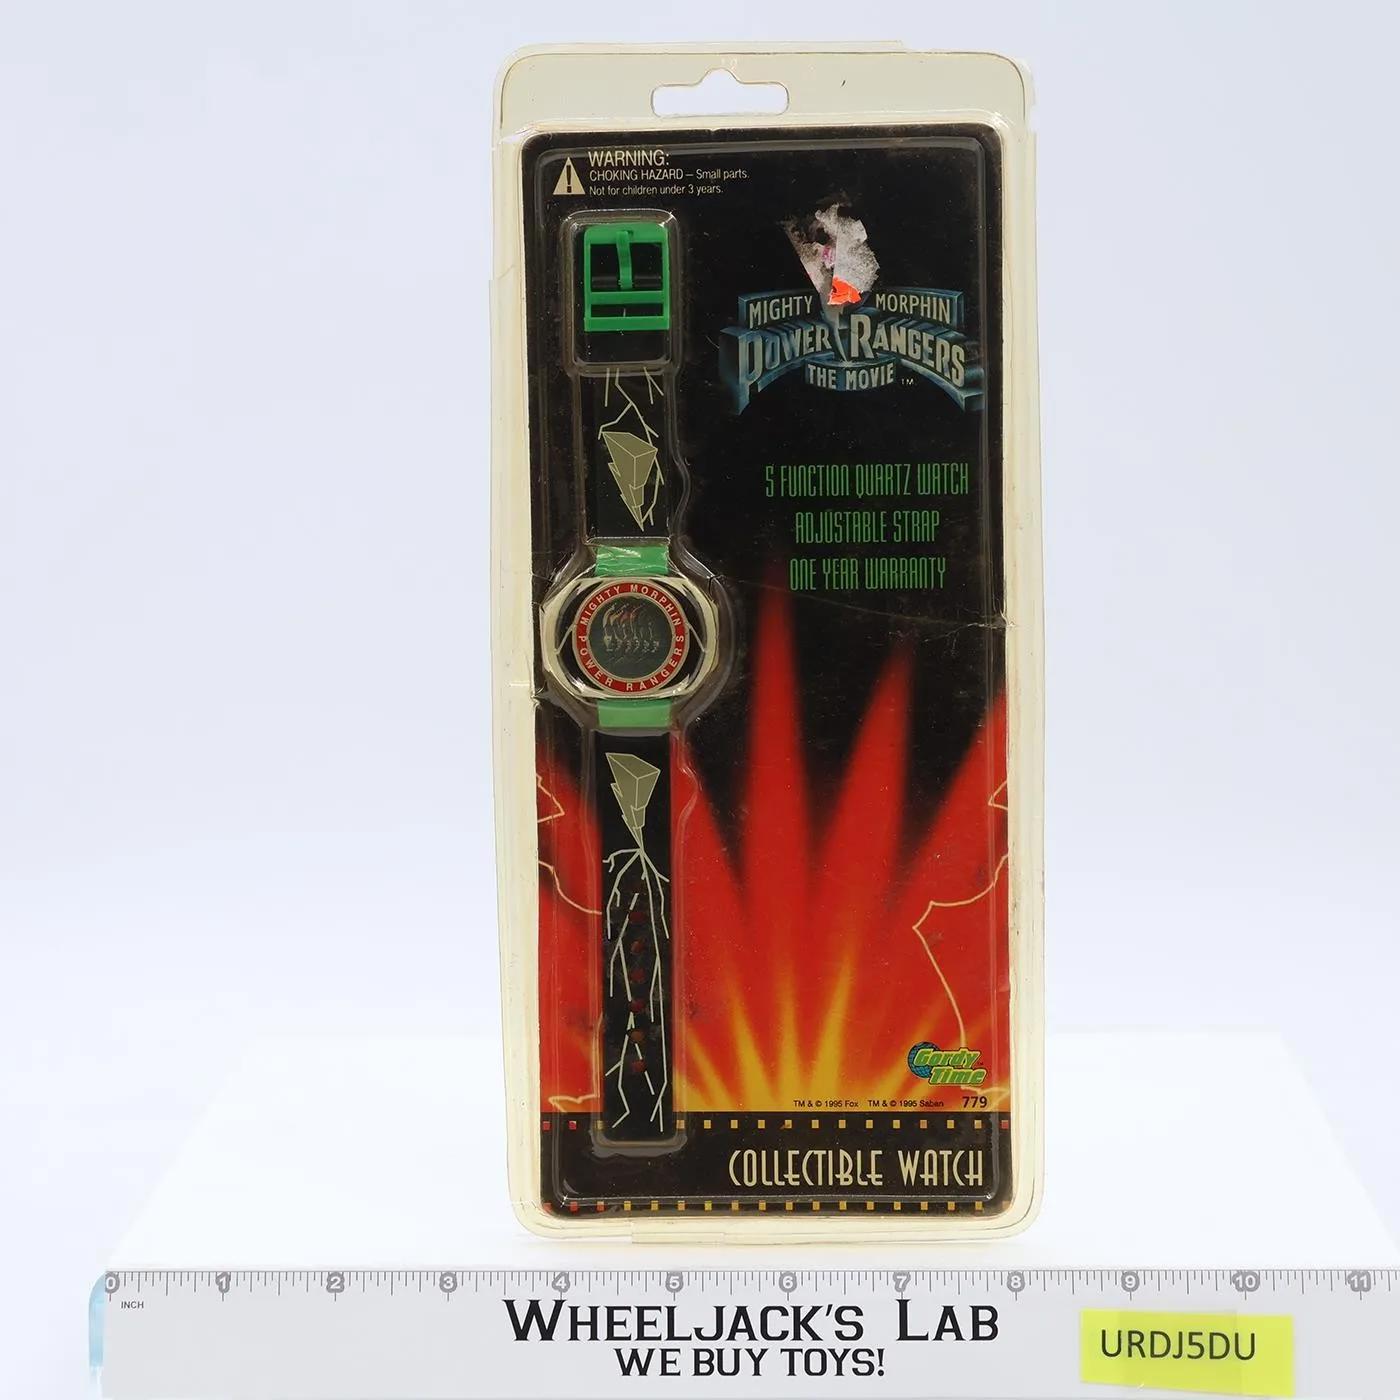 WARNING:
CHOKING HAZARD – Small parts.
Not for children under 3 years.
MIGHTY MORPHIN
POWER RANGERS
THE MOVIE ™
5 FUNCTION QUARTZ WATCH
ADJUSTABLE STRAP
ONE YEAR WARRANTY
MIGHTY MORPHIN
POWER RANGERS
Gordy
Time
TM & © 1995 Fox TM & © 1995 Saban 779
COLLECTIBLE WATCH
0 1 2 3 4 5 6 7 8 9 10 11
INCH
WHEELJACK'S LAB
WE BUY TOYS!
URDJ5DU